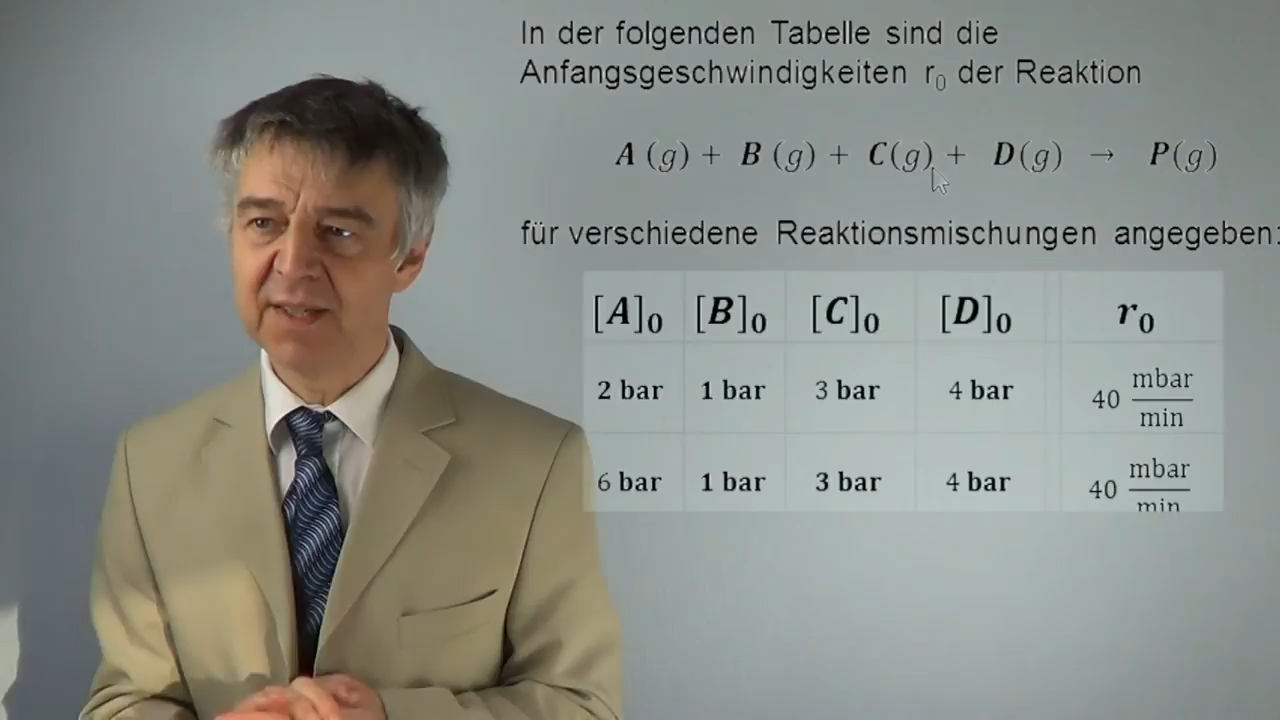 In der folgenden Tabelle sind die
Anfangsgeschwindigkeiten r₀ der Reaktion
A (g) + B (g) + C(g) + D(g) → P(g)
für verschiedene Reaktionsmischungen angegeben:
[A]₀ [B]₀ [C]₀ [D]₀ r₀
2 bar 1 bar 3 bar 4 bar 40 mbar/min
6 bar 1 bar 3 bar 4 bar 40 mbar/min